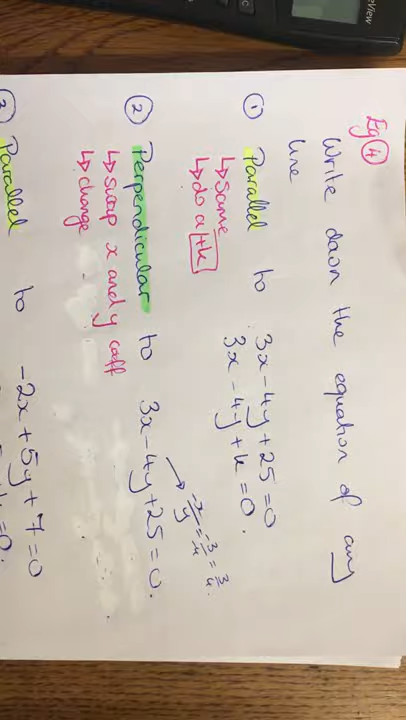 Eg ④
Write down the equation of any
line
① Parallel to 3x - 4y + 25 = 0
↳ same 3x - 4y + k = 0.
↳ do a +k
② Perpendicular to 3x - 4y + 25 = 0.
-x/y = -3/-4 = 3/4.
↳ swap x and y coeff
↳ change
③ Parallel to -2x + 5y + 7 = 0